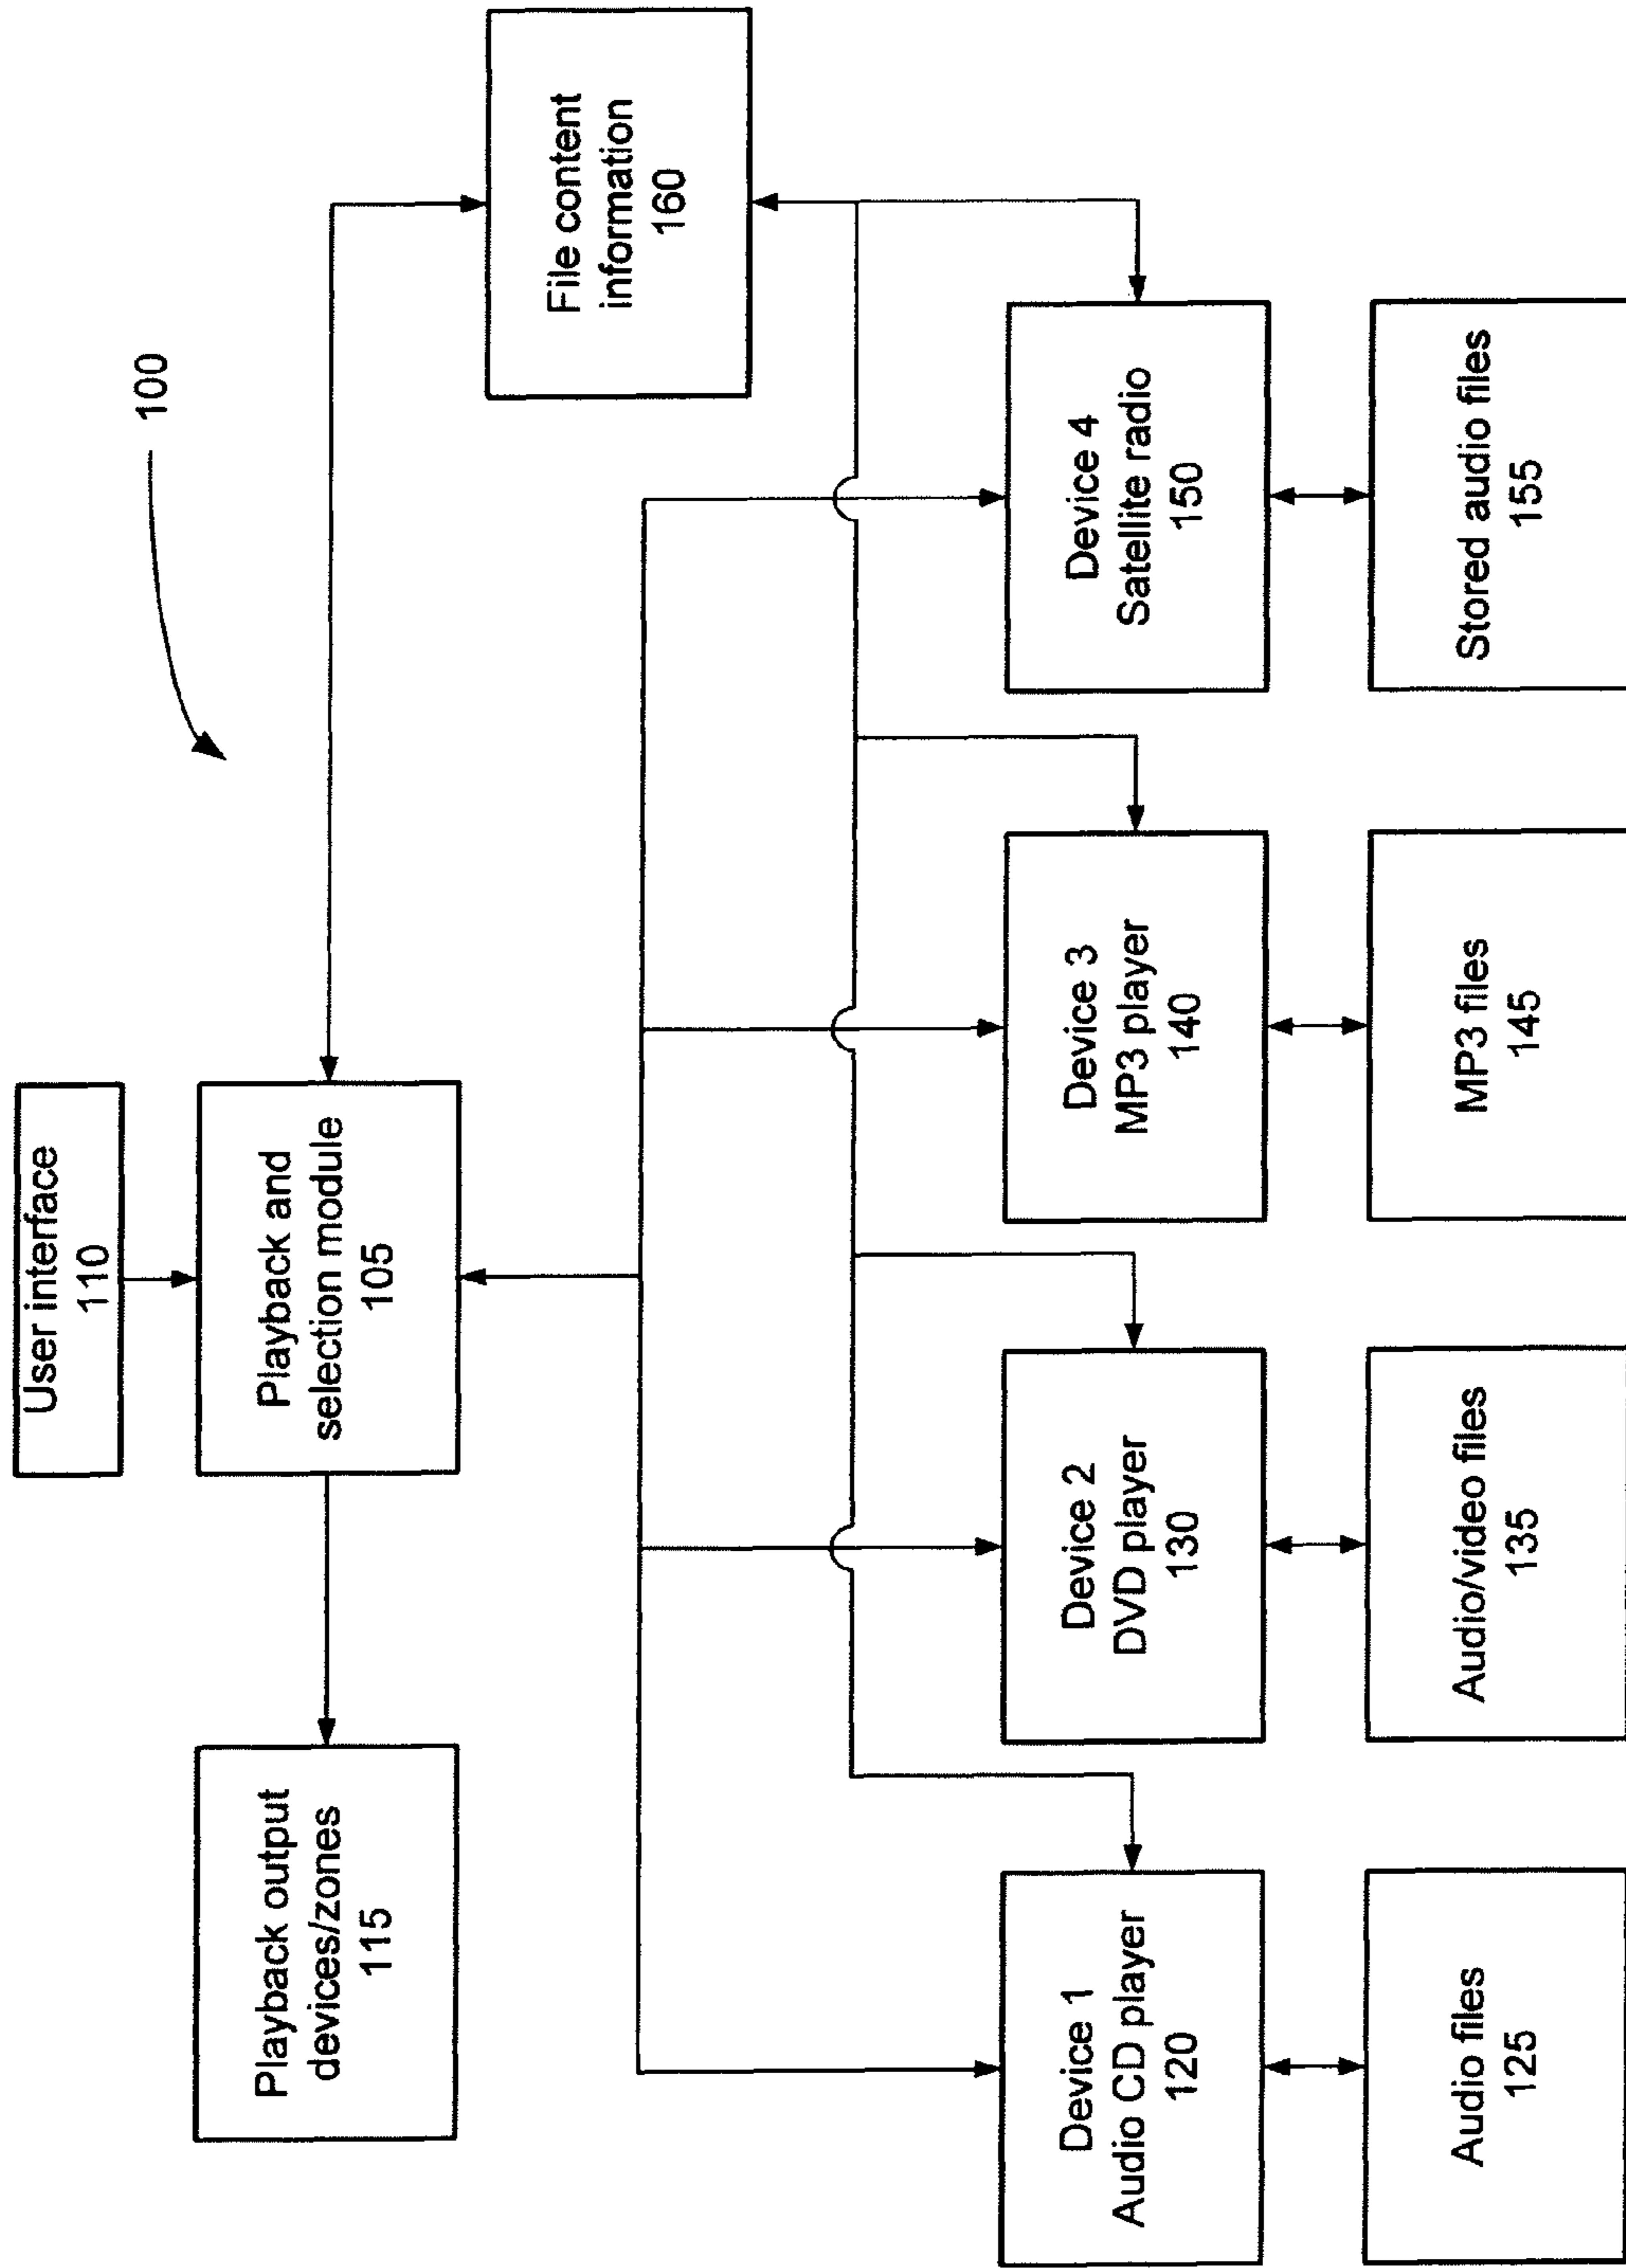 100
User interface
110
Playback output
devices/zones
115
Playback and
selection module
105
File content
information
160
Device 1
Audio CD player
120
Device 2
DVD player
130
Device 3
MP3 player
140
Device 4
Satellite radio
150
Audio files
125
Audio/video files
135
MP3 files
145
Stored audio files
155